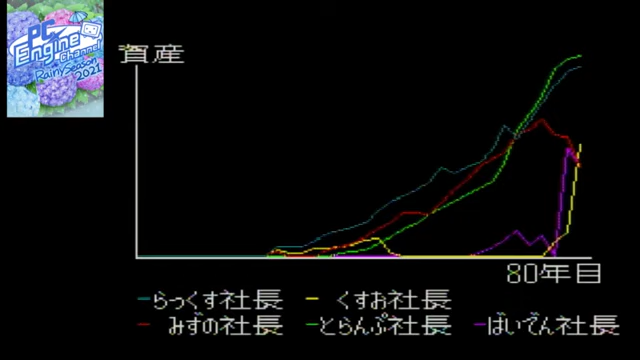 PC
Engine
Channel
RainySeason
2021
資産
80年目
らっくす社長 くすお社長
みずの社長 とらんぷ社長 ばいでん社長